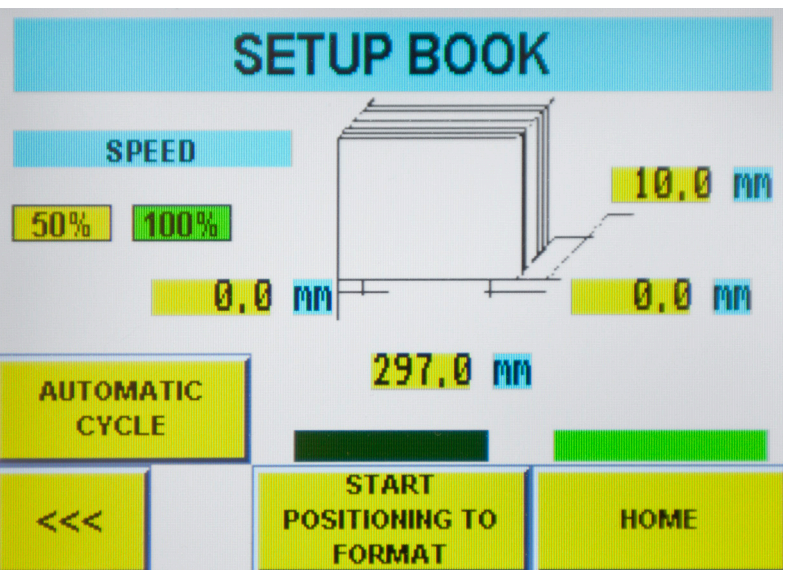 SETUP BOOK
SPEED
10,0 mm
50% 100%
0,0 mm
0,0 mm
297,0 mm
AUTOMATIC
CYCLE
<<<
START
POSITIONING TO
FORMAT
HOME